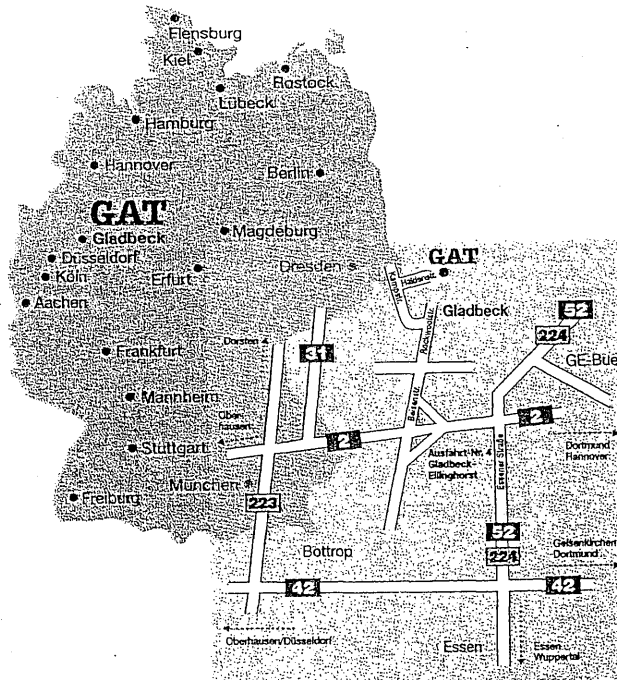 Flensburg
Kiel
Rostock
Lübeck
Hamburg
Hannover
Berlin
GAT
Gladbeck
Magdeburg
Düsseldorf
Köln
Erfurt
Dresden
Aachen
Frankfurt
Mannheim
Stuttgart
München
Freiburg
GAT
Gladbeck
52
224
GE-Bue
Dorsten
31
Ober-
hausen
2
2
Ausfahrt-Nr. 4
Gladbeck-
Ellinghorst
Essener Straße
Dortmund
Hannover
223
Bottrop
52
224
Gelsenkirchen
Dortmund
42
42
Oberhausen/Düsseldorf
Essen
Essen
Wuppertal